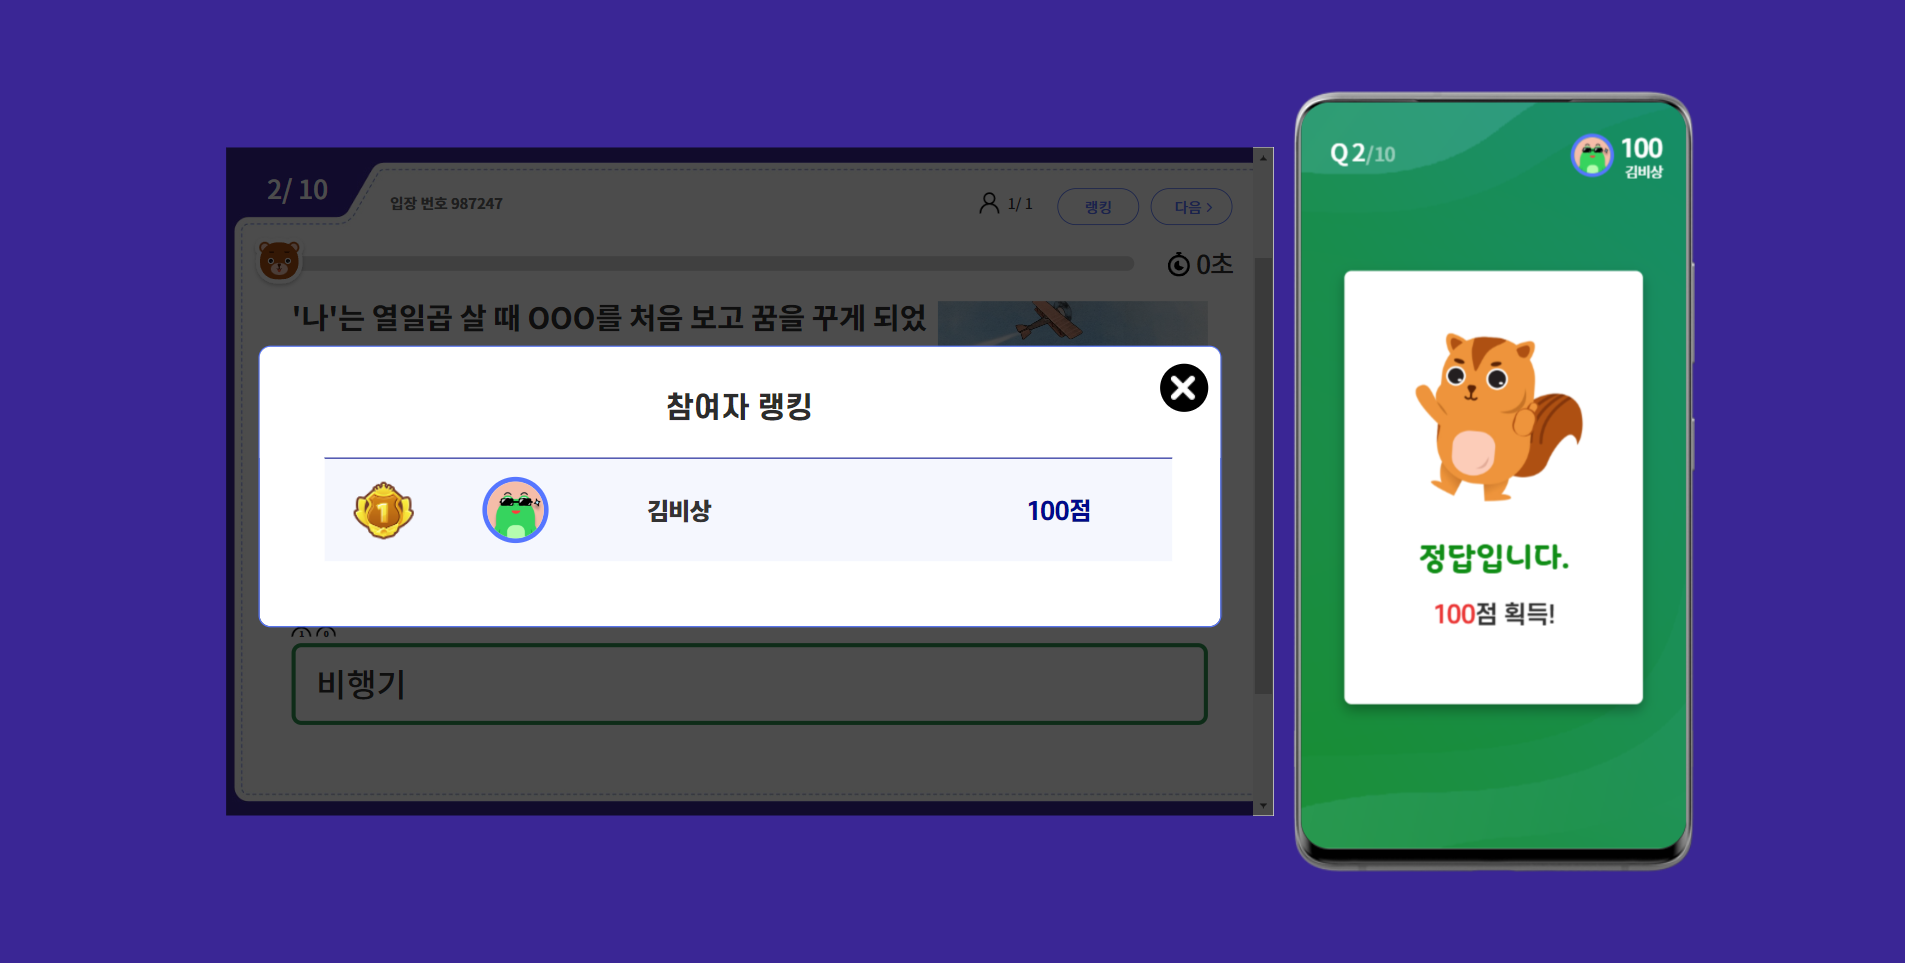 2/ 10
입장 번호 987247
1/ 1
랭킹
다음 >
0초
'나'는 열일곱 살 때 OOO를 처음 보고 꿈을 꾸게 되었
참여자 랭킹
1
김비상
100점
1 0
비행기
Q 2/10
100
김비상
정답입니다.
100점 획득!